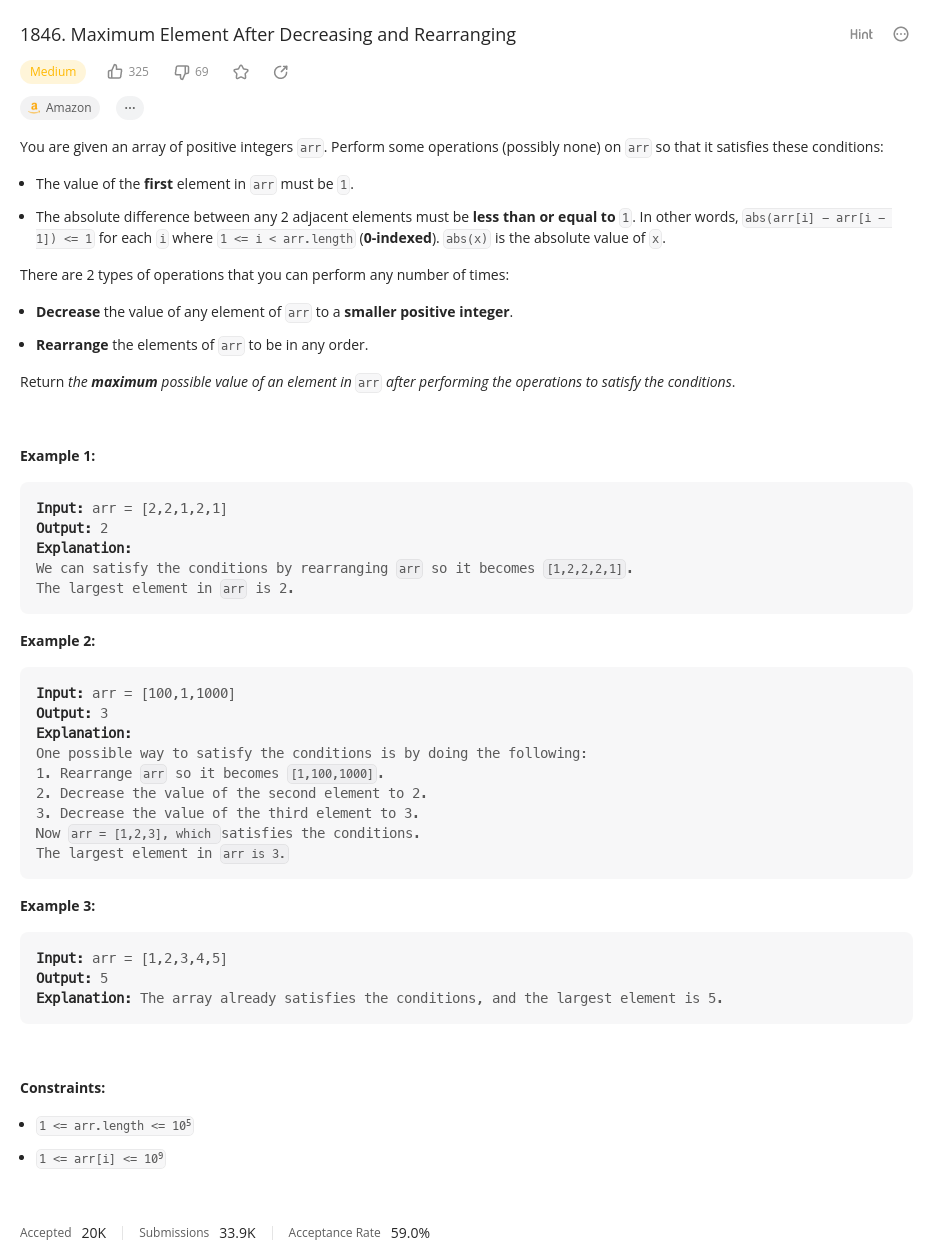 1846. Maximum Element After Decreasing and Rearranging
Hint
Medium
325
69
a Amazon
...
You are given an array of positive integers arr. Perform some operations (possibly none) on arr so that it satisfies these conditions:
• The value of the first element in arr must be 1.
• The absolute difference between any 2 adjacent elements must be less than or equal to 1. In other words, abs(arr[i] − arr[i −
1]) <= 1 for each i where 1 <= i < arr.length (0-indexed). abs(x) is the absolute value of x.
There are 2 types of operations that you can perform any number of times:
• Decrease the value of any element of arr to a smaller positive integer.
• Rearrange the elements of arr to be in any order.
Return the maximum possible value of an element in arr after performing the operations to satisfy the conditions.
Example 1:
Input: arr = [2,2,1,2,1]
Output: 2
Explanation:
We can satisfy the conditions by rearranging arr so it becomes [1,2,2,2,1].
The largest element in arr is 2.
Example 2:
Input: arr = [100,1,1000]
Output: 3
Explanation:
One possible way to satisfy the conditions is by doing the following:
1. Rearrange arr so it becomes [1,100,1000].
2. Decrease the value of the second element to 2.
3. Decrease the value of the third element to 3.
Now arr = [1,2,3], which satisfies the conditions.
The largest element in arr is 3.
Example 3:
Input: arr = [1,2,3,4,5]
Output: 5
Explanation: The array already satisfies the conditions, and the largest element is 5.
Constraints:
• 1 <= arr.length <= 10⁵
• 1 <= arr[i] <= 10⁹
Accepted 20K Submissions 33.9K Acceptance Rate 59.0%